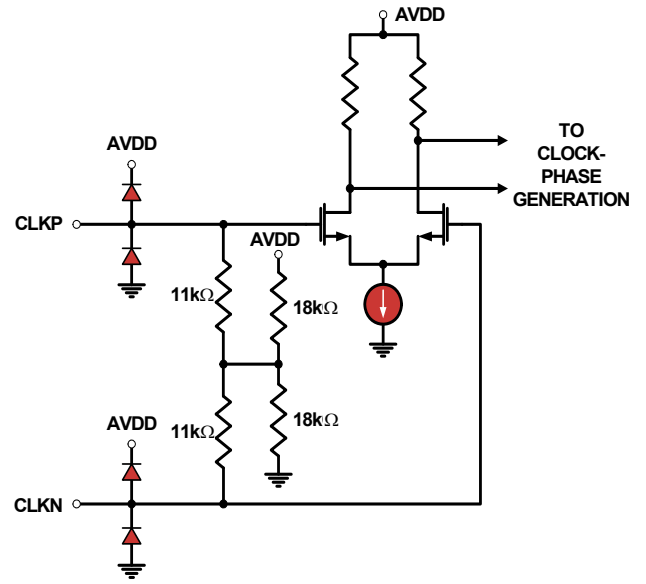 AVDD
TO
CLOCK-
PHASE
GENERATION
AVDD
CLKP
AVDD
11kΩ
18kΩ
11kΩ
18kΩ
AVDD
CLKN